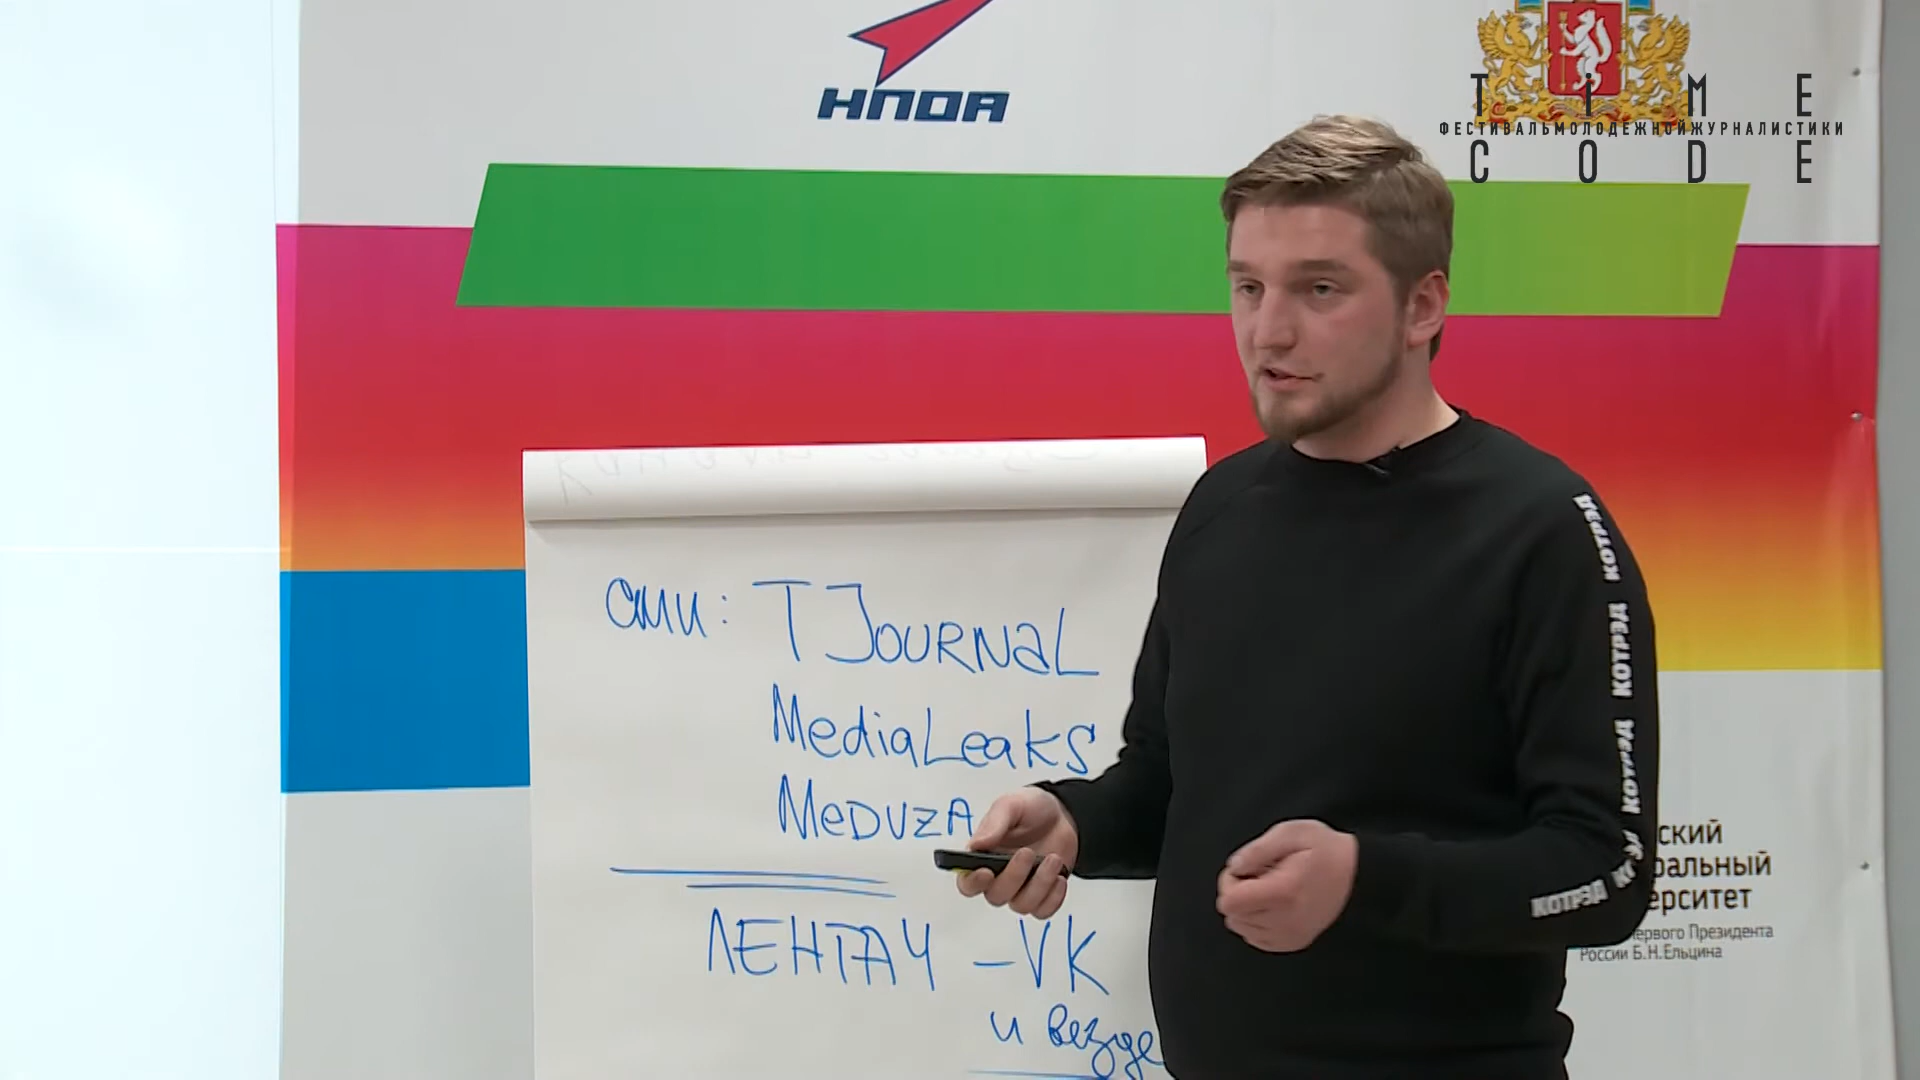 НПОА
TiME
ФЕСТИВАЛЬМОЛОДЕЖНОЙЖУРНАЛИСТИКИ
CODE
сми: TJOURNAL
MediaLeaks
MEDUZA
ЛЕНТАЧ – VK
и везде
КОТРЭД
КОТРЭД
КОТРЭД
КОТРЭД
ский
ральный
ерситет
первого Президента
России Б.Н.Ельцина